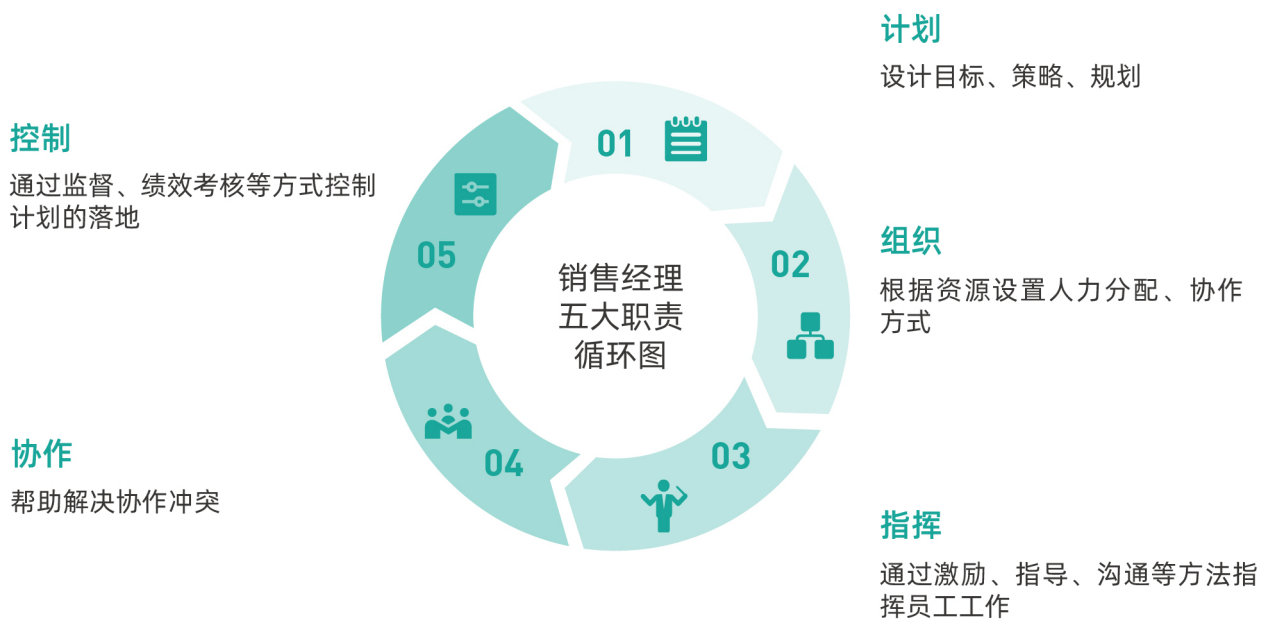 销售经理
五大职责
循环图
01
计划
设计目标、策略、规划
02
组织
根据资源设置人力分配、协作
方式
03
指挥
通过激励、指导、沟通等方法指
挥员工工作
04
协作
帮助解决协作冲突
05
控制
通过监督、绩效考核等方式控制
计划的落地